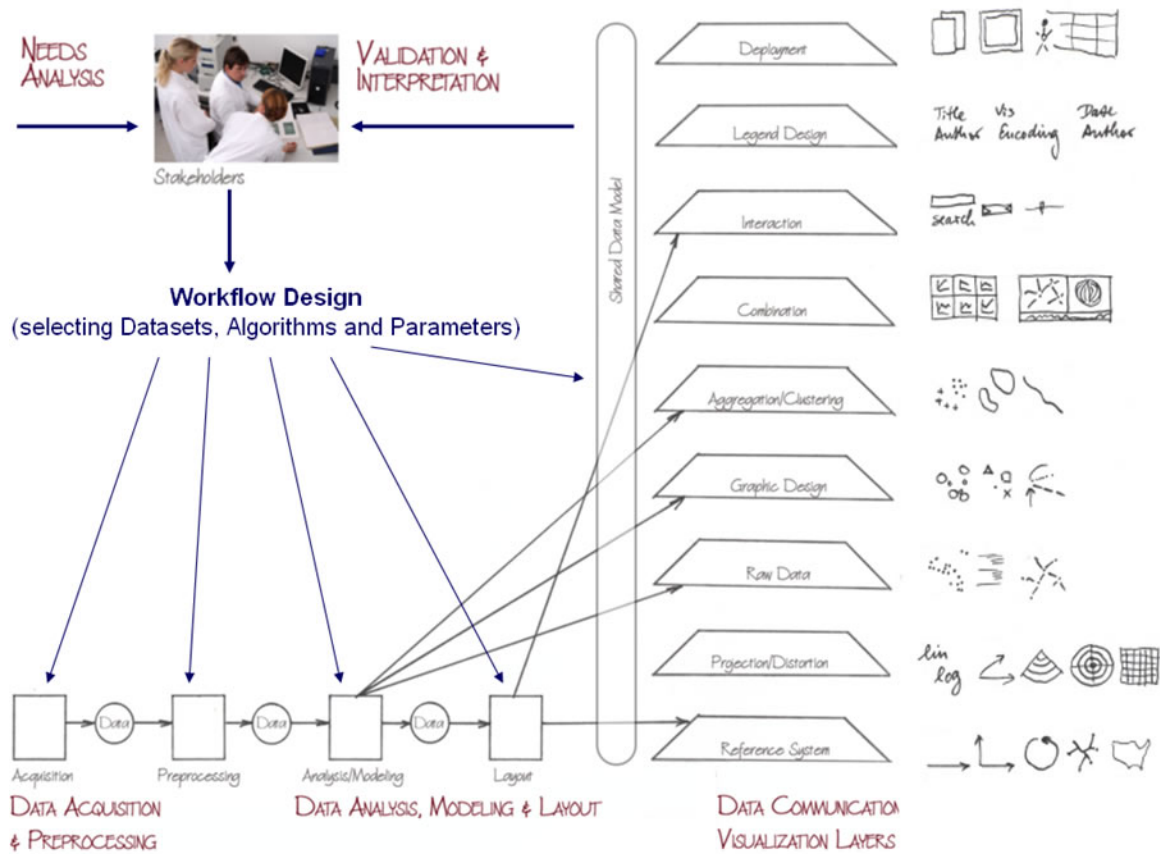 NEEDS
ANALYSIS
VALIDATION &
INTERPRETATION
Stakeholders
Workflow Design
(selecting Datasets, Algorithms and Parameters)
Data
Data
Data
Acquisition
Preprocessing
Analysis/Modeling
Layout
DATA ACQUISITION
& PREPROCESSING
DATA ANALYSIS, MODELING & LAYOUT
Shared Data Model
Deployment
Legend Design
Title
Author
Vis
Encoding
Date
Author
Interaction
search
Combination
Aggregation/Clustering
Graphic Design
Raw Data
Projection/Distortion
lin
log
Reference System
DATA COMMUNICATION
VISUALIZATION LAYERS